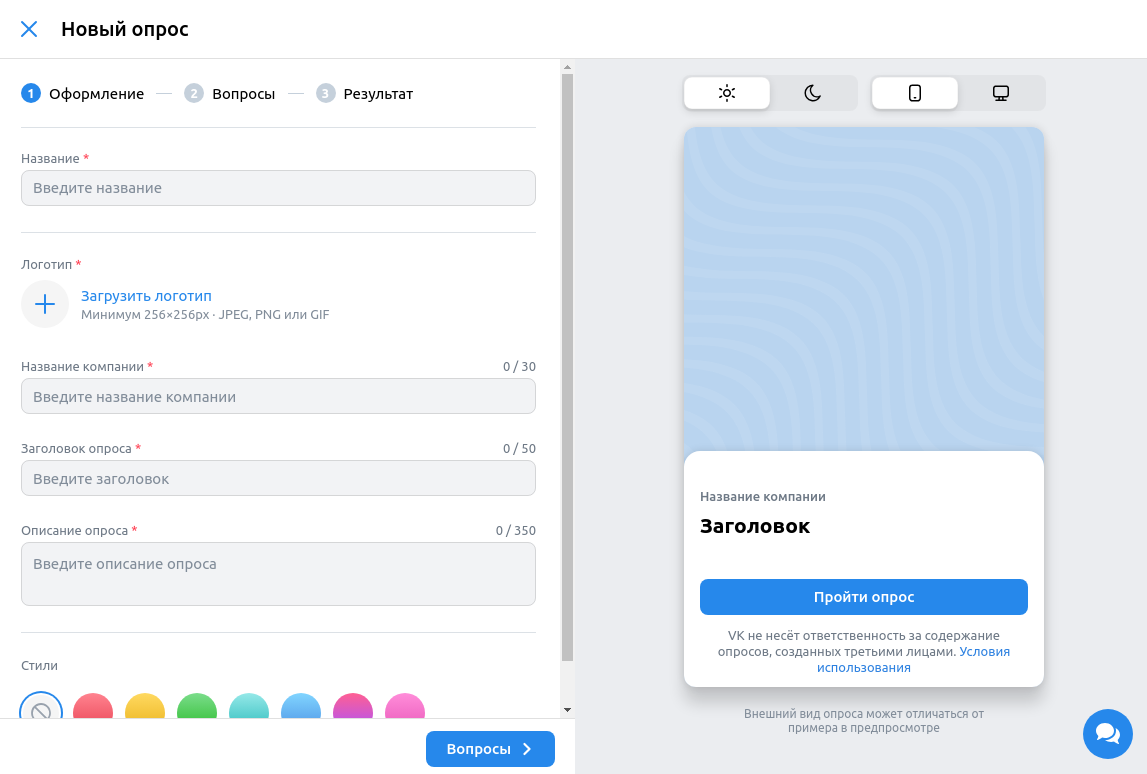 Новый опрос
1 Оформление — 2 Вопросы — 3 Результат
Название *
Введите название
Логотип *
Загрузить логотип
Минимум 256×256px · JPEG, PNG или GIF
Название компании * 0 / 30
Введите название компании
Заголовок опроса * 0 / 50
Введите заголовок
Описание опроса * 0 / 350
Введите описание опроса
Стили
Вопросы
Название компании
Заголовок
Пройти опрос
VK не несёт ответственность за содержание
опросов, созданных третьими лицами. Условия
использования
Внешний вид опроса может отличаться от
примера в предпросмотре